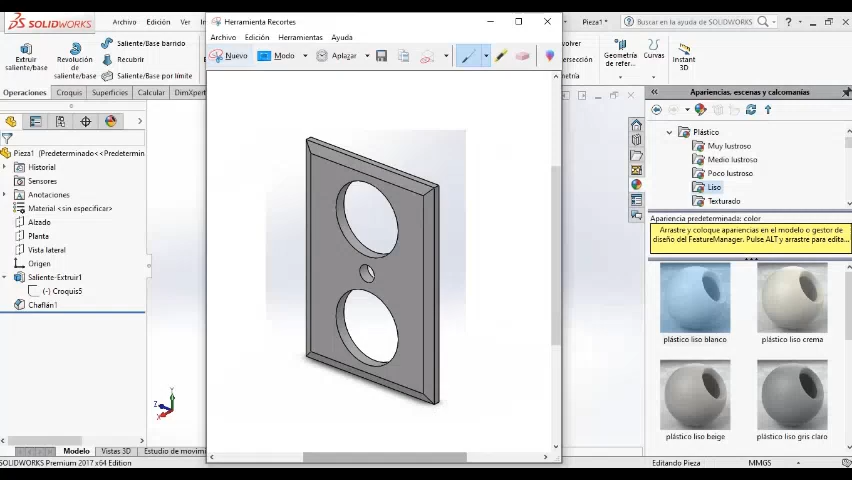 SOLIDWORKS
Archivo Edición Ver
Herramienta Recortes
Pieza1 *
Buscar en la ayuda de SOLIDWORKS
Archivo Edición Herramientas Ayuda
Nuevo Modo Aplazar
Extruir
saliente/base
Revolución
de
saliente/base
Saliente/Base barrido
Recubrir
Saliente/Base por límite
Geometría
de refer...
Curvas
Instant
3D
Operaciones Croquis Superficies Calcular DimXpert
Pieza1 (Predeterminado<<Predetermin
Historial
Sensores
Anotaciones
Material <sin especificar>
Alzado
Planta
Vista lateral
Origen
Saliente-Extruir1
(-) Croquis5
Chaflán1
Y
Z
X
Apariencias, escenas y calcomanías
Plástico
Muy lustroso
Medio lustroso
Poco lustroso
Liso
Texturado
Apariencia predeterminada: color
Arrastre y coloque apariencias en el modelo o gestor de
diseño del FeatureManager. Pulse ALT y arrastre para edita...
plástico liso blanco
plástico liso crema
plástico liso beige
plástico liso gris claro
Modelo Vistas 3D Estudio de movimi
SOLIDWORKS Premium 2017 x64 Edition
Editando Pieza MMGS